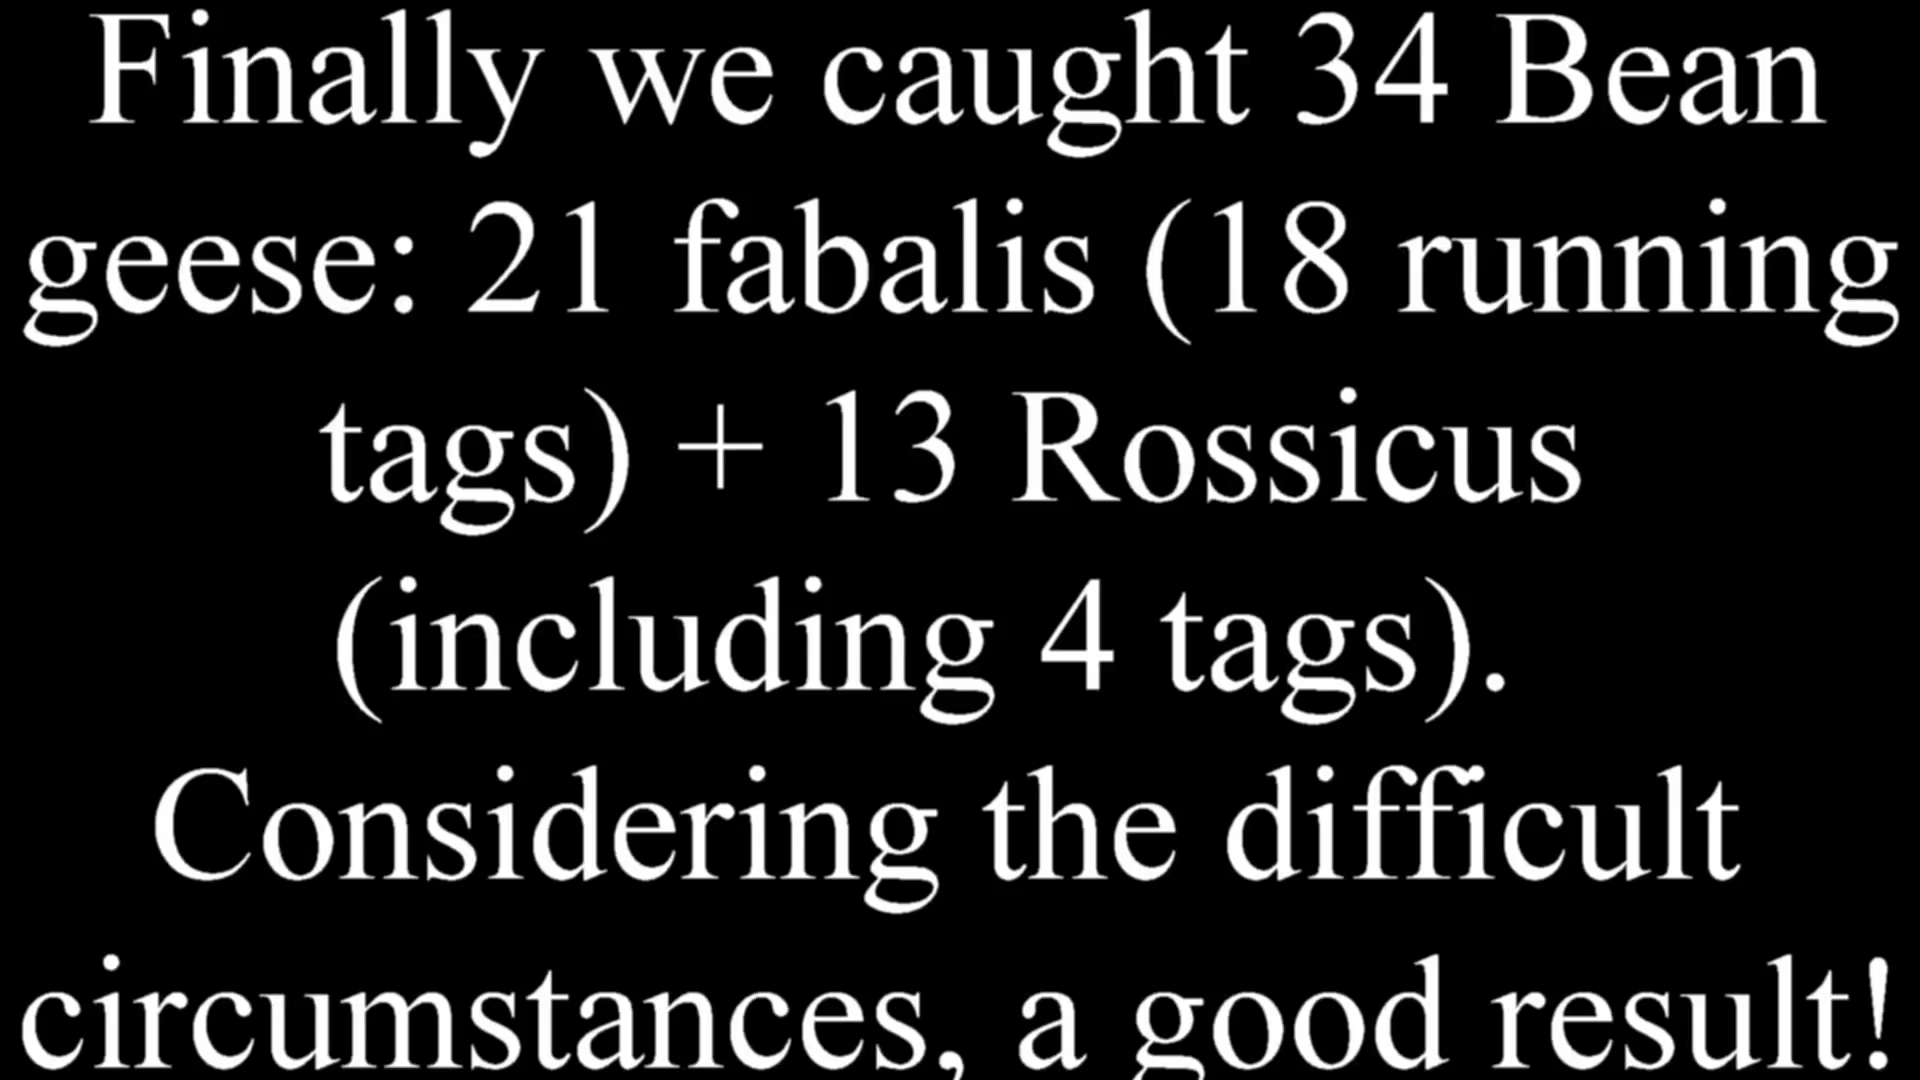 Finally we caught 34 Bean
geese: 21 fabalis (18 running
tags) + 13 Rossicus
(including 4 tags).
Considering the difficult
circumstances, a good result!